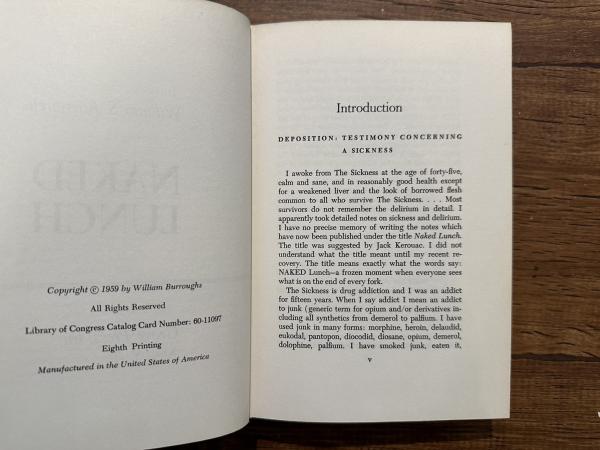 Copyright © 1959 by William Burroughs
All Rights Reserved
Library of Congress Catalog Card Number: 60-11097
Eighth Printing
Manufactured in the United States of America
Introduction
DEPOSITION: TESTIMONY CONCERNING
A SICKNESS
I awoke from The Sickness at the age of forty-five,
calm and sane, and in reasonably good health except
for a weakened liver and the look of borrowed flesh
common to all who survive The Sickness. . . . Most
survivors do not remember the delirium in detail. I
apparently took detailed notes on sickness and delirium.
I have no precise memory of writing the notes which
have now been published under the title Naked Lunch.
The title was suggested by Jack Kerouac. I did not
understand what the title meant until my recent re-
covery. The title means exactly what the words say:
NAKED Lunch—a frozen moment when everyone sees
what is on the end of every fork.
The Sickness is drug addiction and I was an addict
for fifteen years. When I say addict I mean an addict
to junk (generic term for opium and/or derivatives in-
cluding all synthetics from demerol to palfium. I have
used junk in many forms: morphine, heroin, delaudid,
eukodal, pantopon, diocodid, diosane, opium, demerol,
dolophine, palfium. I have smoked junk, eaten it,
v